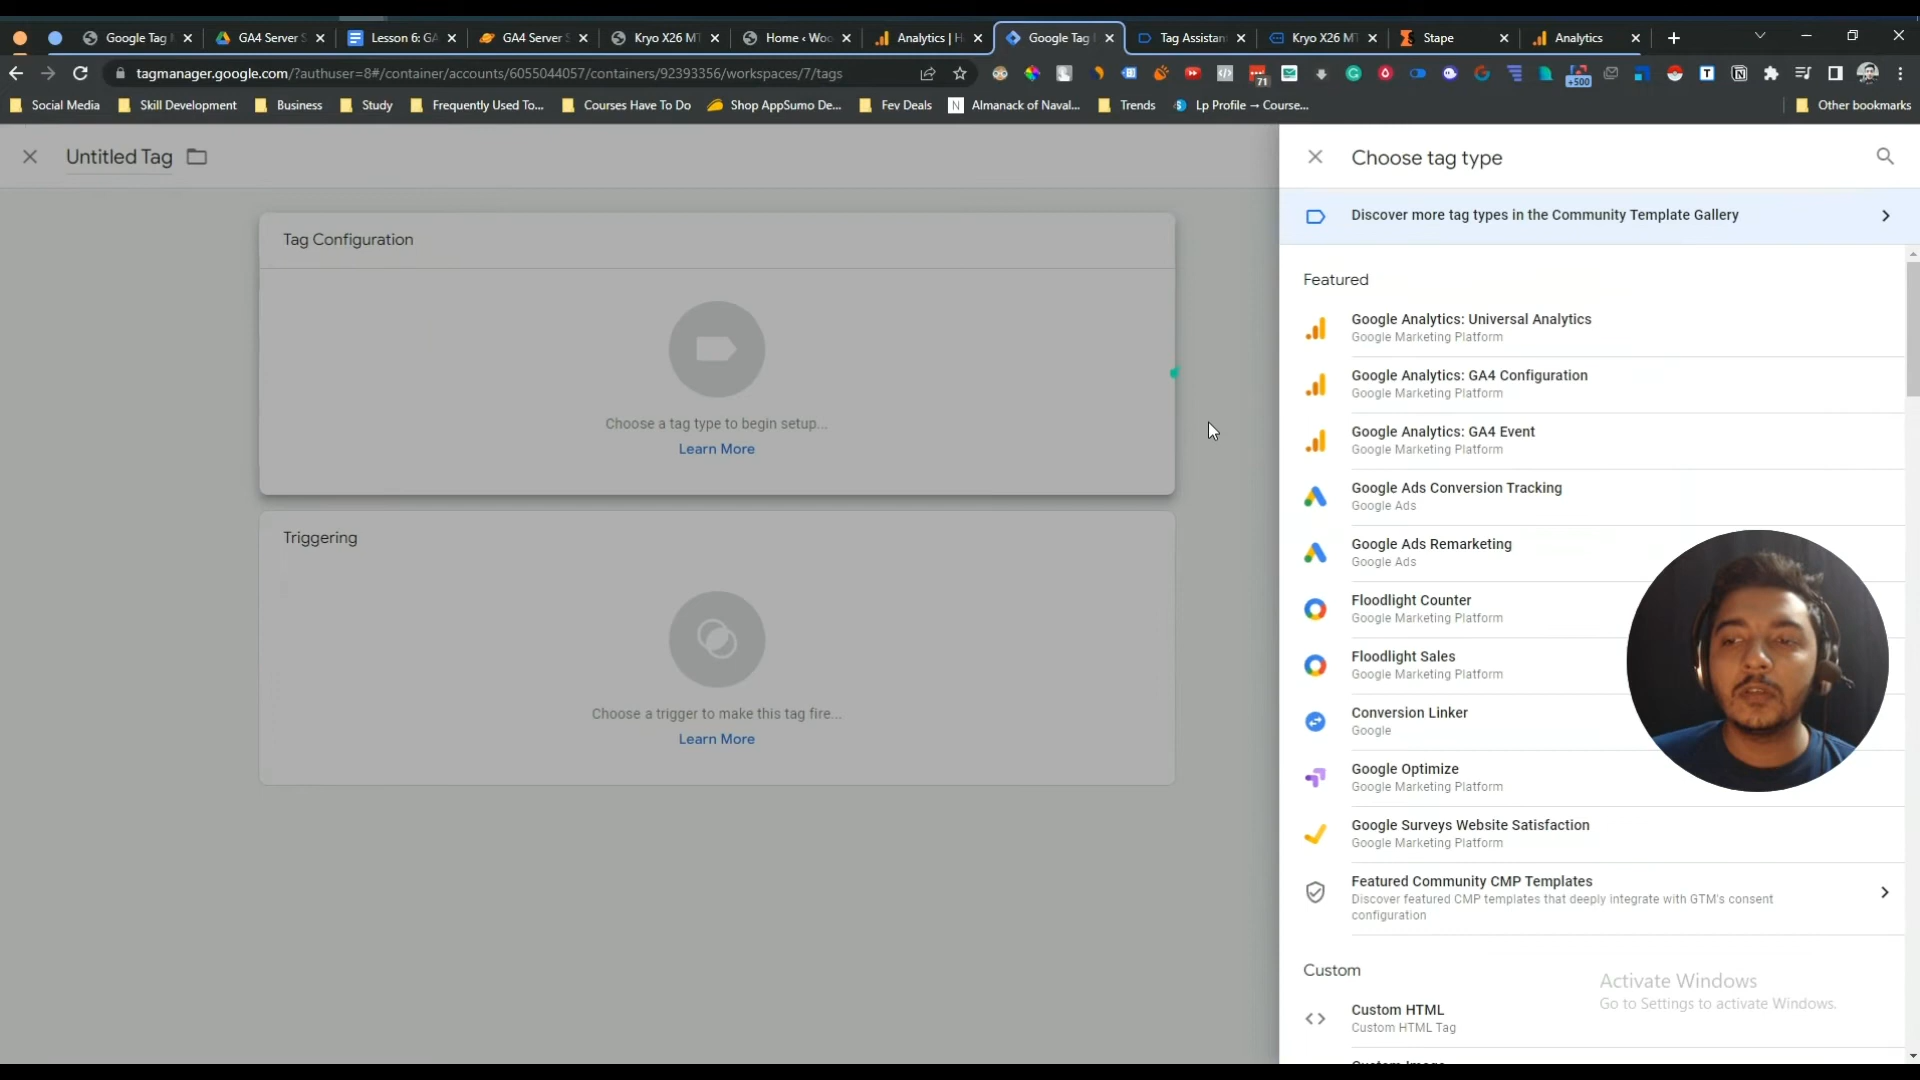 Google Tag
GA4 Server S
Lesson 6: GA
GA4 Server S
Kryo X26 MT
Home ‹ Woo
Analytics | H
Google Tag
Tag Assistan
Kryo X26 MT
Stape
Analytics
tagmanager.google.com/?authuser=8#/container/accounts/6055044057/containers/92393356/workspaces/7/tags
71
+500
Social Media
Skill Development
Business
Study
Frequently Used To...
Courses Have To Do
Shop AppSumo De...
Fev Deals
Almanack of Naval...
Trends
Lp Profile → Course...
Other bookmarks
Untitled Tag
Tag Configuration
Choose a tag type to begin setup...
Learn More
Triggering
Choose a trigger to make this tag fire...
Learn More
Choose tag type
Discover more tag types in the Community Template Gallery
Featured
Google Analytics: Universal Analytics
Google Marketing Platform
Google Analytics: GA4 Configuration
Google Marketing Platform
Google Analytics: GA4 Event
Google Marketing Platform
Google Ads Conversion Tracking
Google Ads
Google Ads Remarketing
Google Ads
Floodlight Counter
Google Marketing Platform
Floodlight Sales
Google Marketing Platform
Conversion Linker
Google
Google Optimize
Google Marketing Platform
Google Surveys Website Satisfaction
Google Marketing Platform
Featured Community CMP Templates
Discover featured CMP templates that deeply integrate with GTM's consent
configuration
Custom
Custom HTML
Custom HTML Tag
Activate Windows
Go to Settings to activate Windows.